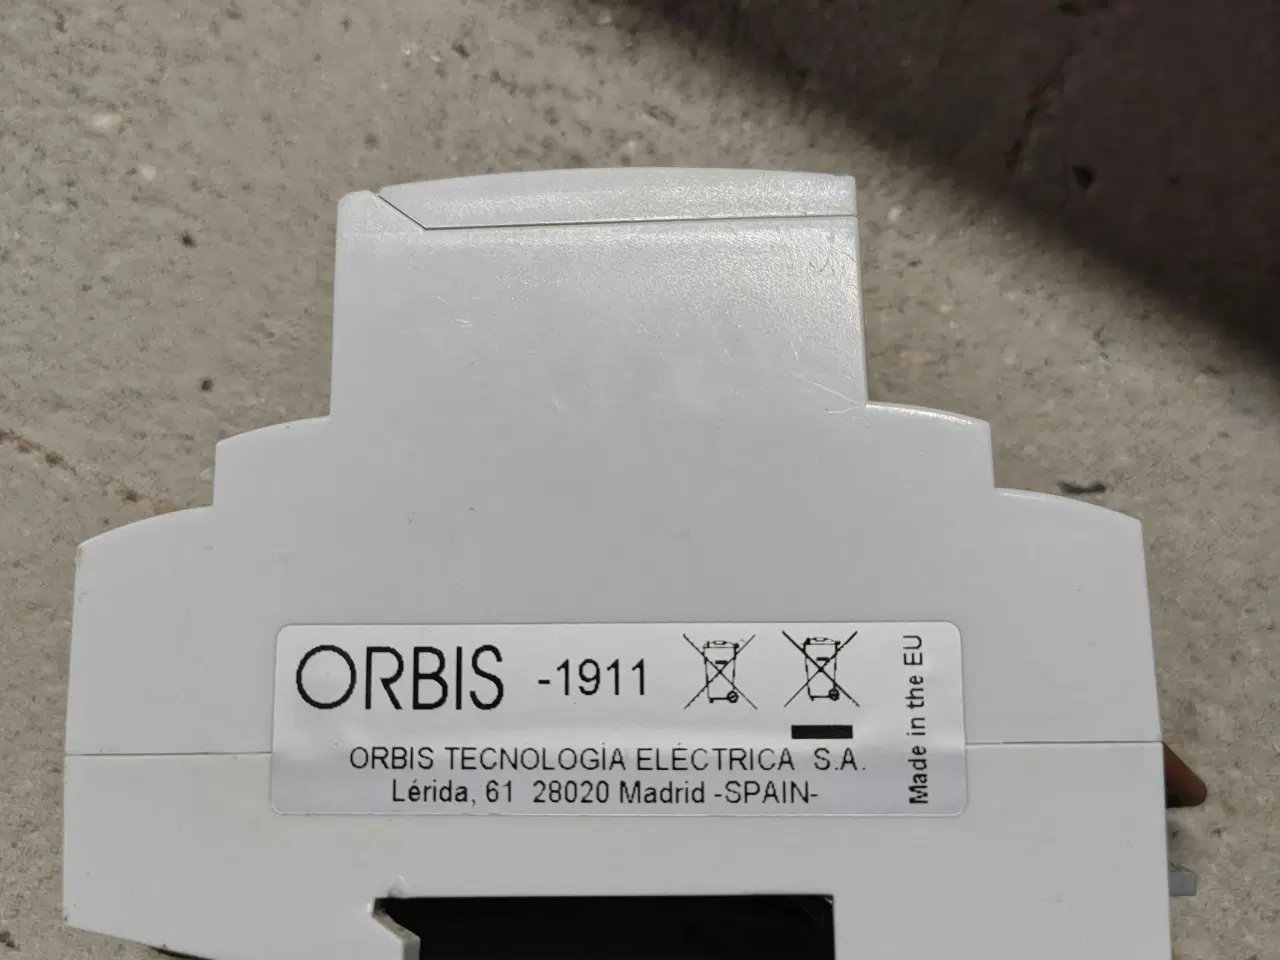 ORBIS -1911
ORBIS TECNOLOGÍA ELÉCTRICA S.A.
Lérida, 61 28020 Madrid -SPAIN-
Made in the EU